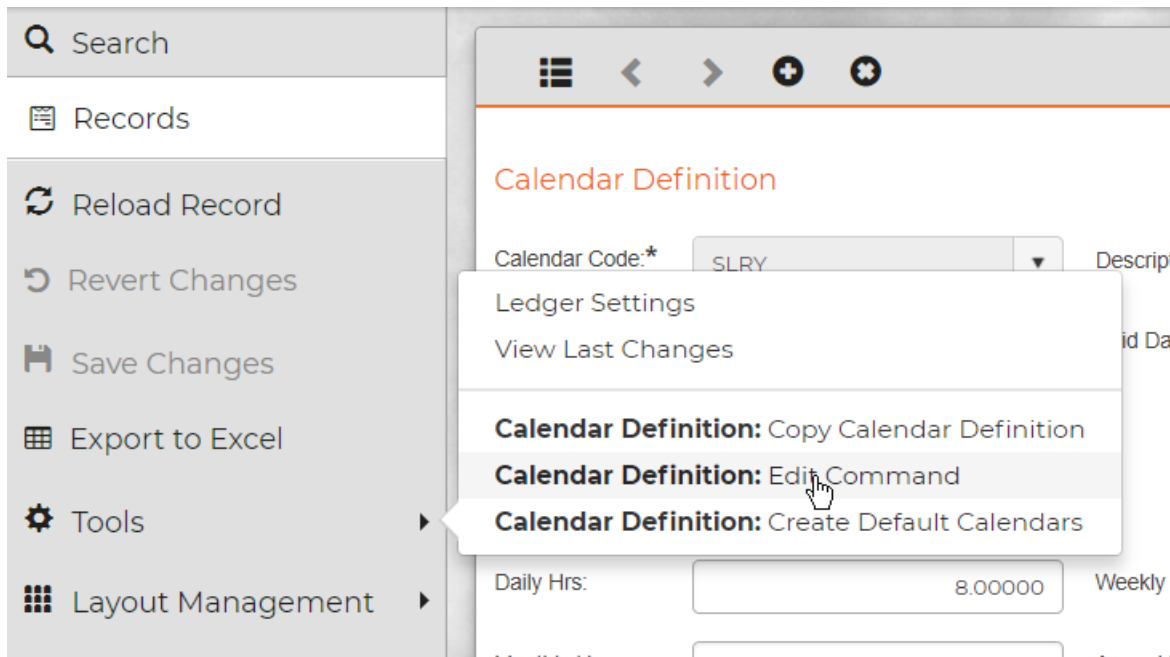 Search
Records
Reload Record
Revert Changes
Save Changes
Export to Excel
Tools
Layout Management
Calendar Definition
Calendar Code:* SLRY
Ledger Settings
View Last Changes
Calendar Definition: Copy Calendar Definition
Calendar Definition: Edit Command
Calendar Definition: Create Default Calendars
Daily Hrs: 8.00000 Weekly